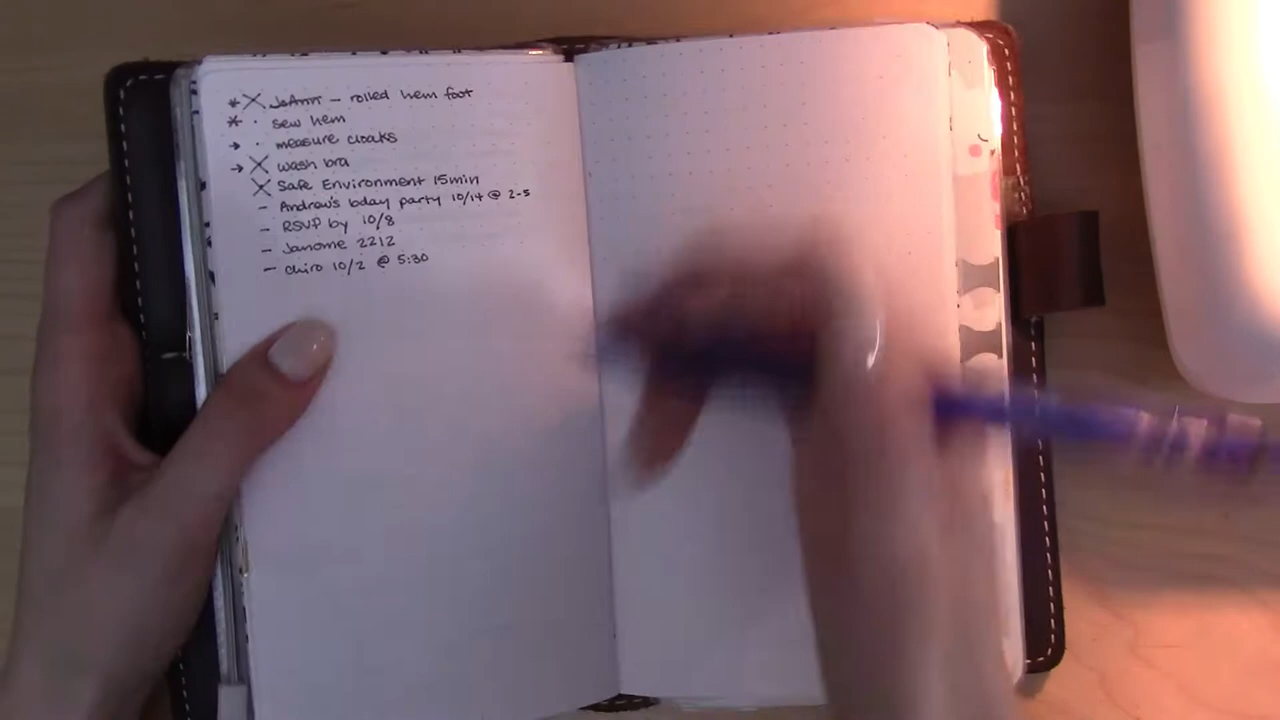 * X JoAnn - rolled hem foot
* · sew hem
→ · measure cloaks
→ X wash bra
X Safe Environment 15min
- Andrew's bday party 10/14 @ 2-5
- RSVP by 10/8
- Janome 2212
- chiro 10/2 @ 5:30